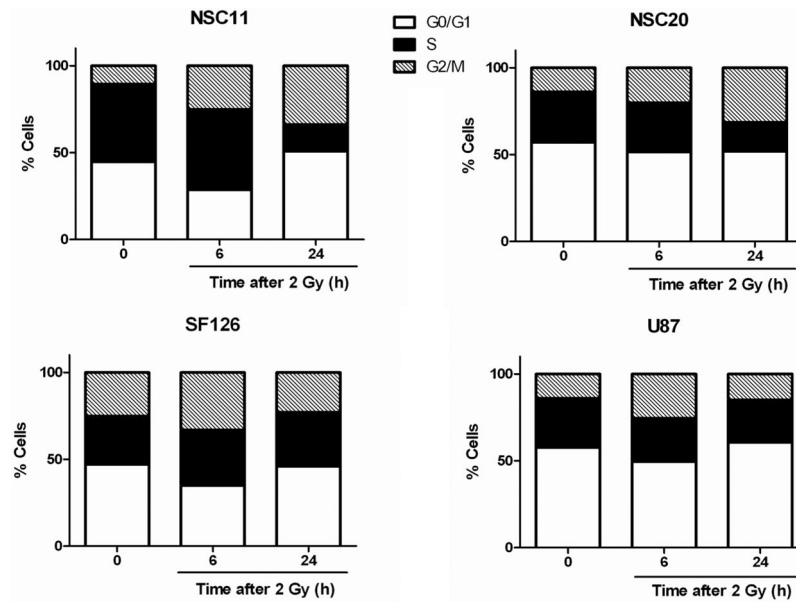 NSC11
100
50
0
% Cells
0
6
24
Time after 2 Gy (h)
G0/G1
S
G2/M
NSC20
100
50
0
% Cells
0
6
24
Time after 2 Gy (h)
SF126
100
50
0
% Cells
0
6
24
Time after 2 Gy (h)
U87
100
50
0
% Cells
0
6
24
Time after 2 Gy (h)